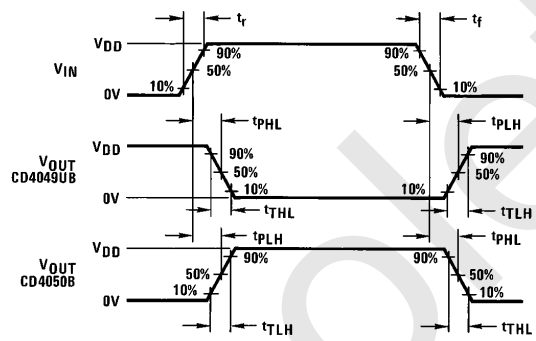 tr
tf
VDD
90%
90%
VIN
50%
50%
10%
10%
0V
tPHL
tPLH
VDD
90%
90%
VOUT
CD4049UB
50%
50%
10%
10%
0V
tTHL
tTLH
tPLH
tPHL
VDD
90%
90%
VOUT
CD4050B
50%
50%
10%
10%
0V
tTLH
tTHL